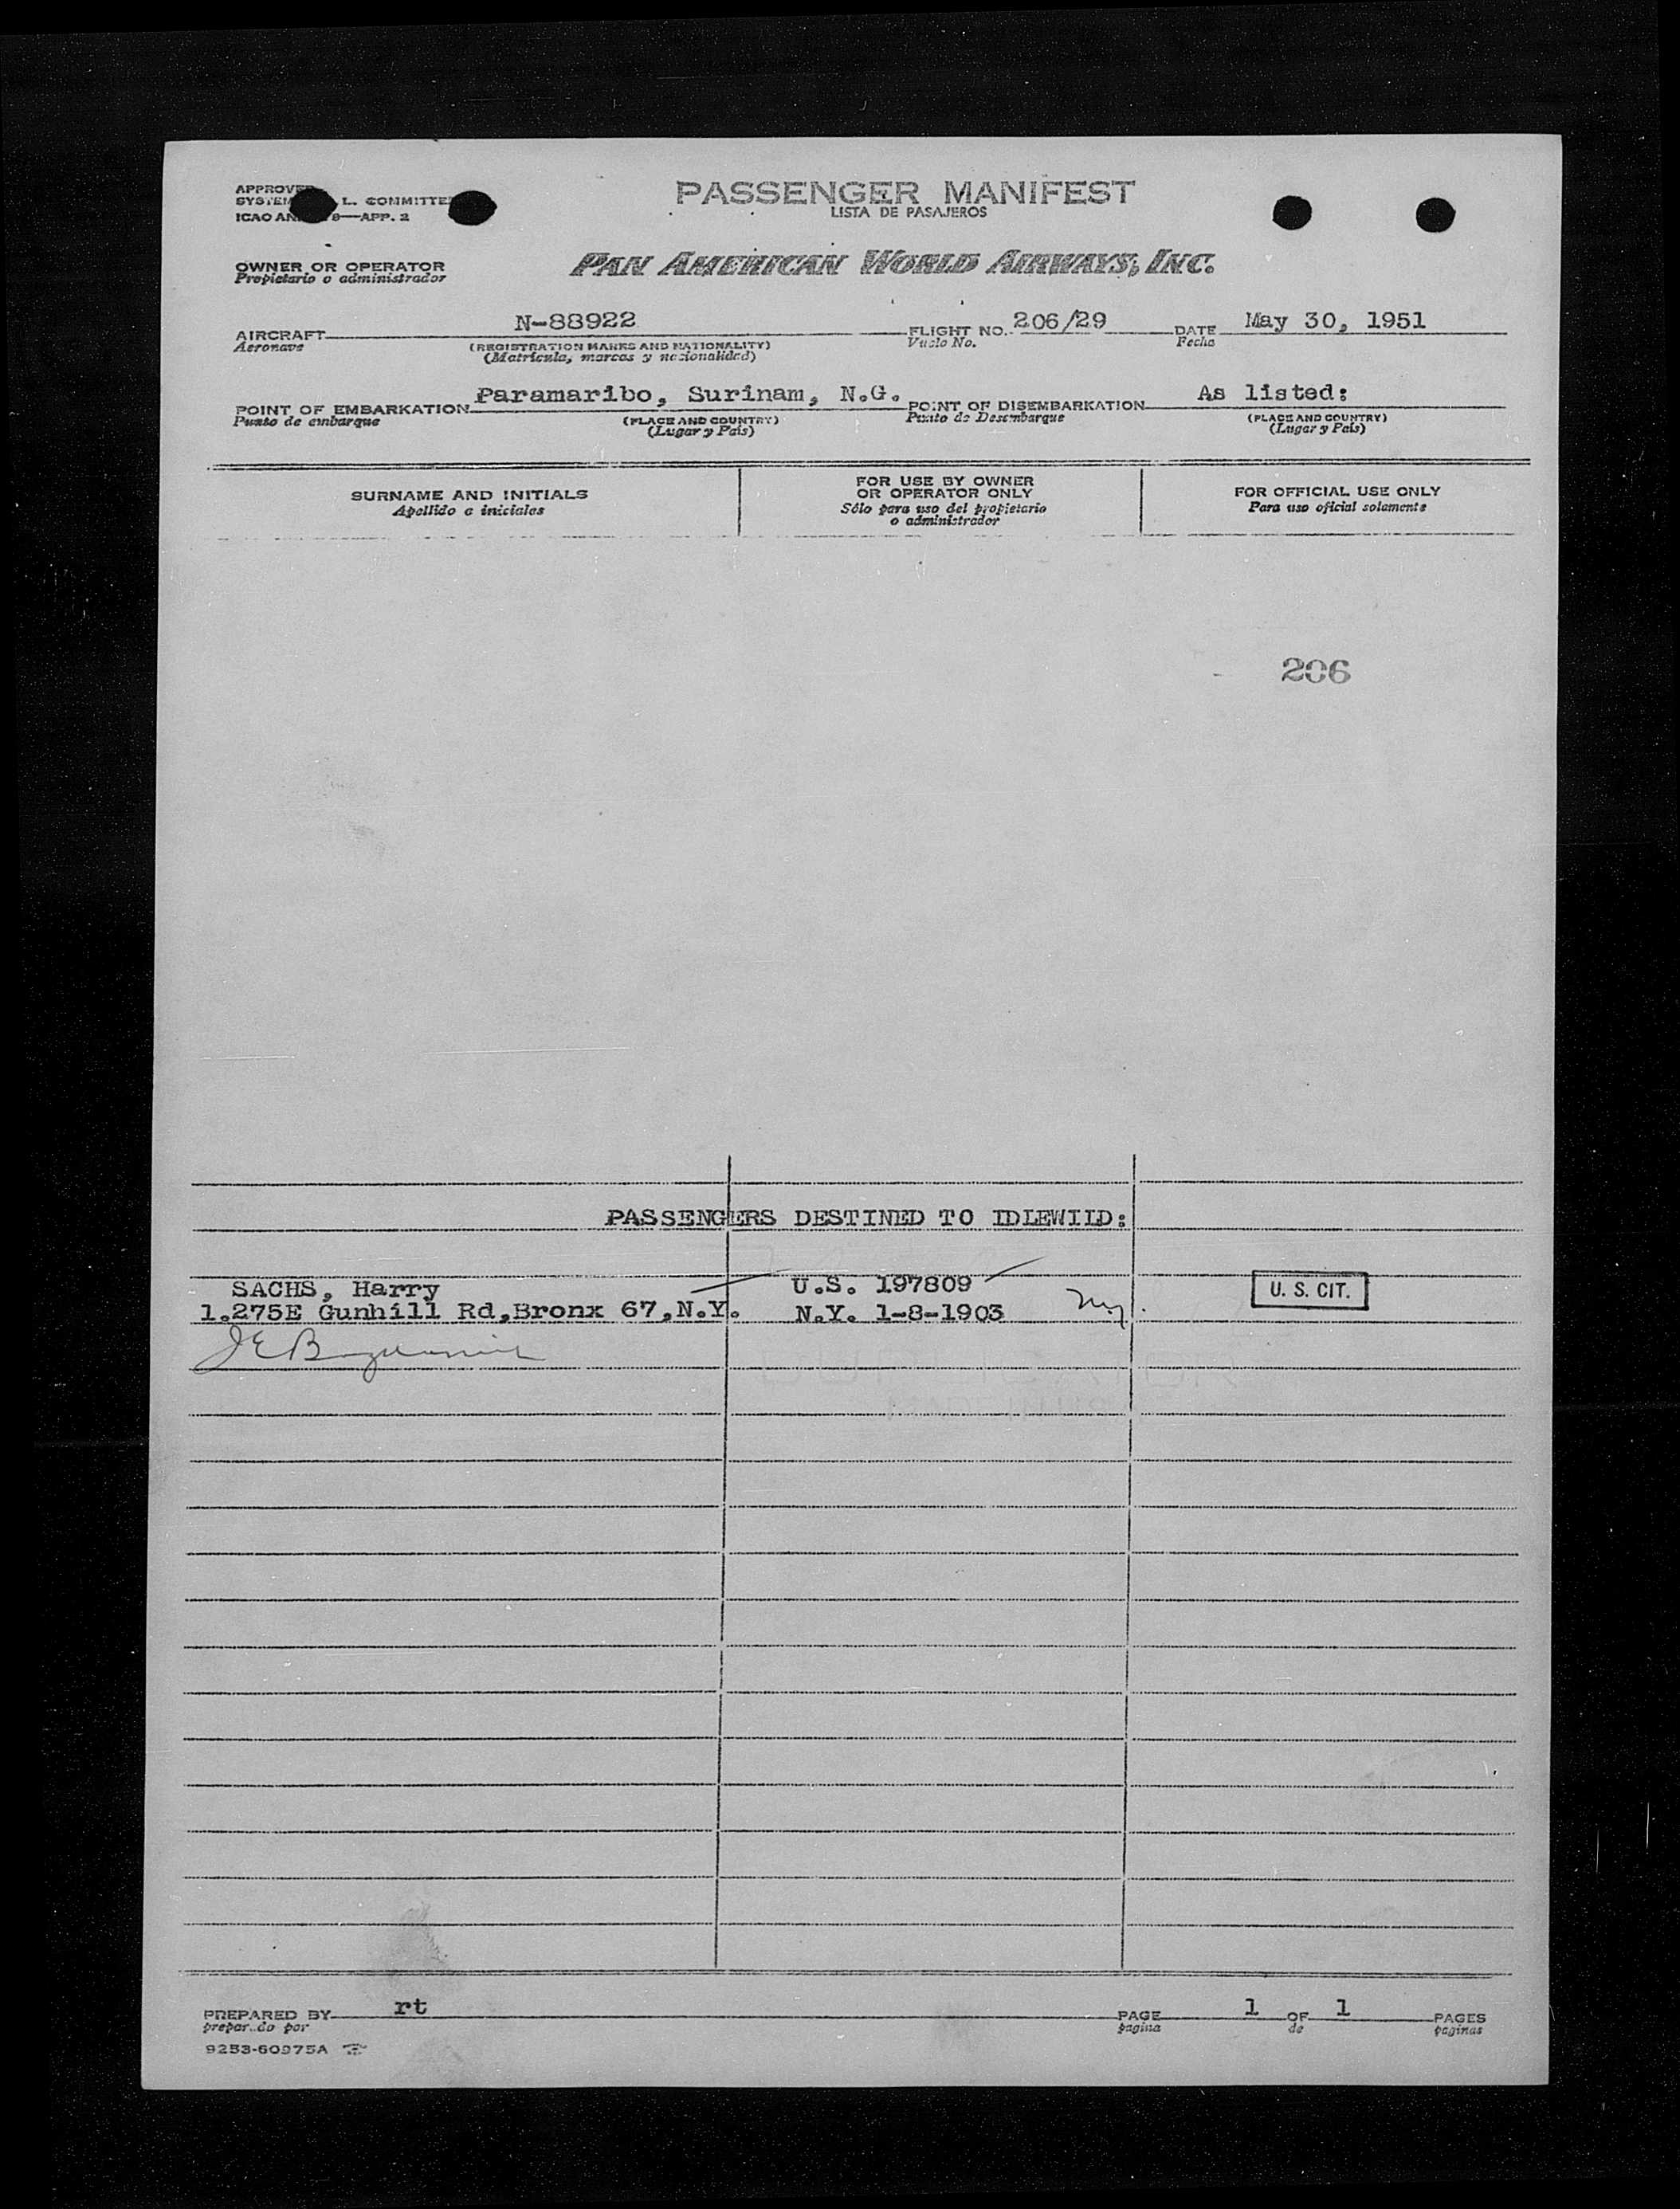 APPROVED
SYSTEM L. COMMITTEE
ICAO AN 8—APP. 2
PASSENGER MANIFEST
LISTA DE PASAJEROS
OWNER OR OPERATOR
Propietario o administrador
PAN AMERICAN WORLD AIRWAYS, INC.
AIRCRAFT N-88922 FLIGHT NO. 206/29 DATE May 30, 1951
Aeronave (REGISTRATION MARKS AND NATIONALITY) Vuelo No. Fecha
(Matrícula, marcas y nacionalidad)
POINT OF EMBARKATION Paramaribo, Surinam, N.G. POINT OF DISEMBARKATION As listed:
Punto de embarque (PLACE AND COUNTRY) Punto de Desembarque (PLACE AND COUNTRY)
(Lugar y País) (Lugar y País)
SURNAME AND INITIALS
Apellido e iniciales
FOR USE BY OWNER
OR OPERATOR ONLY
Sólo para uso del propietario
o administrador
FOR OFFICIAL USE ONLY
Para uso oficial solamente
206
PASSENGERS DESTINED TO IDLEWILD:
SACHS, Harry U.S. 197809 U. S. CIT.
1.275E Gunhill Rd,Bronx 67,N.Y. N.Y. 1-8-1903
PREPARED BY rt PAGE 1 OF 1 PAGES
preparado por pagina de paginas
9253-60975A